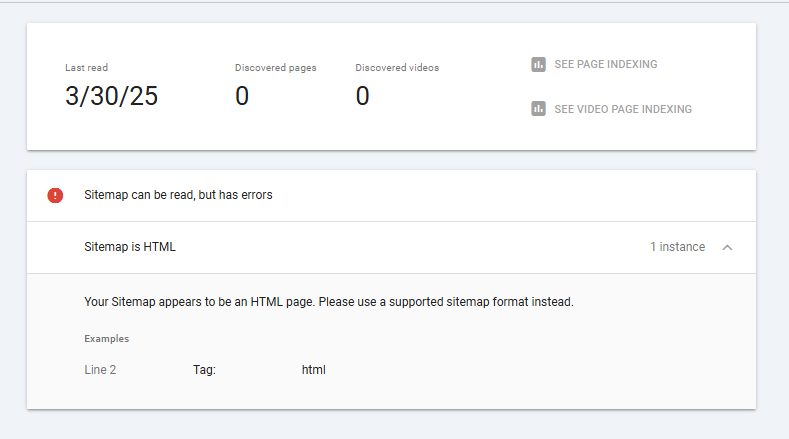 Last read
Discovered pages
Discovered videos
3/30/25
0
0
SEE PAGE INDEXING
SEE VIDEO PAGE INDEXING
Sitemap can be read, but has errors
Sitemap is HTML
1 instance
Your Sitemap appears to be an HTML page. Please use a supported sitemap format instead.
Examples
Line 2
Tag:
html